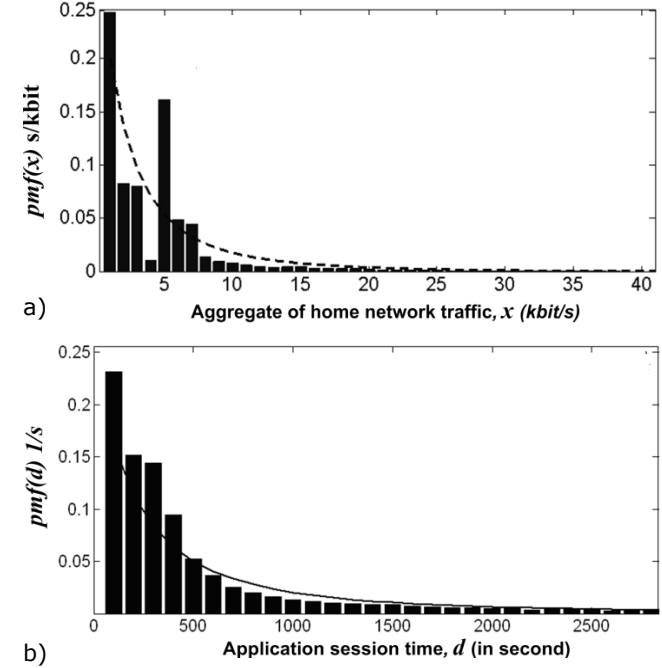 0.25
0.2
0.15
0.1
0.05
0
pmf(x) s/kbit
5 10 15 20 25 30 35 40
a)
Aggregate of home network traffic, x (kbit/s)
0.25
0.2
0.15
0.1
0.05
pmf(d) 1/s
0 500 1000 1500 2000 2500
b)
Application session time, d (in second)